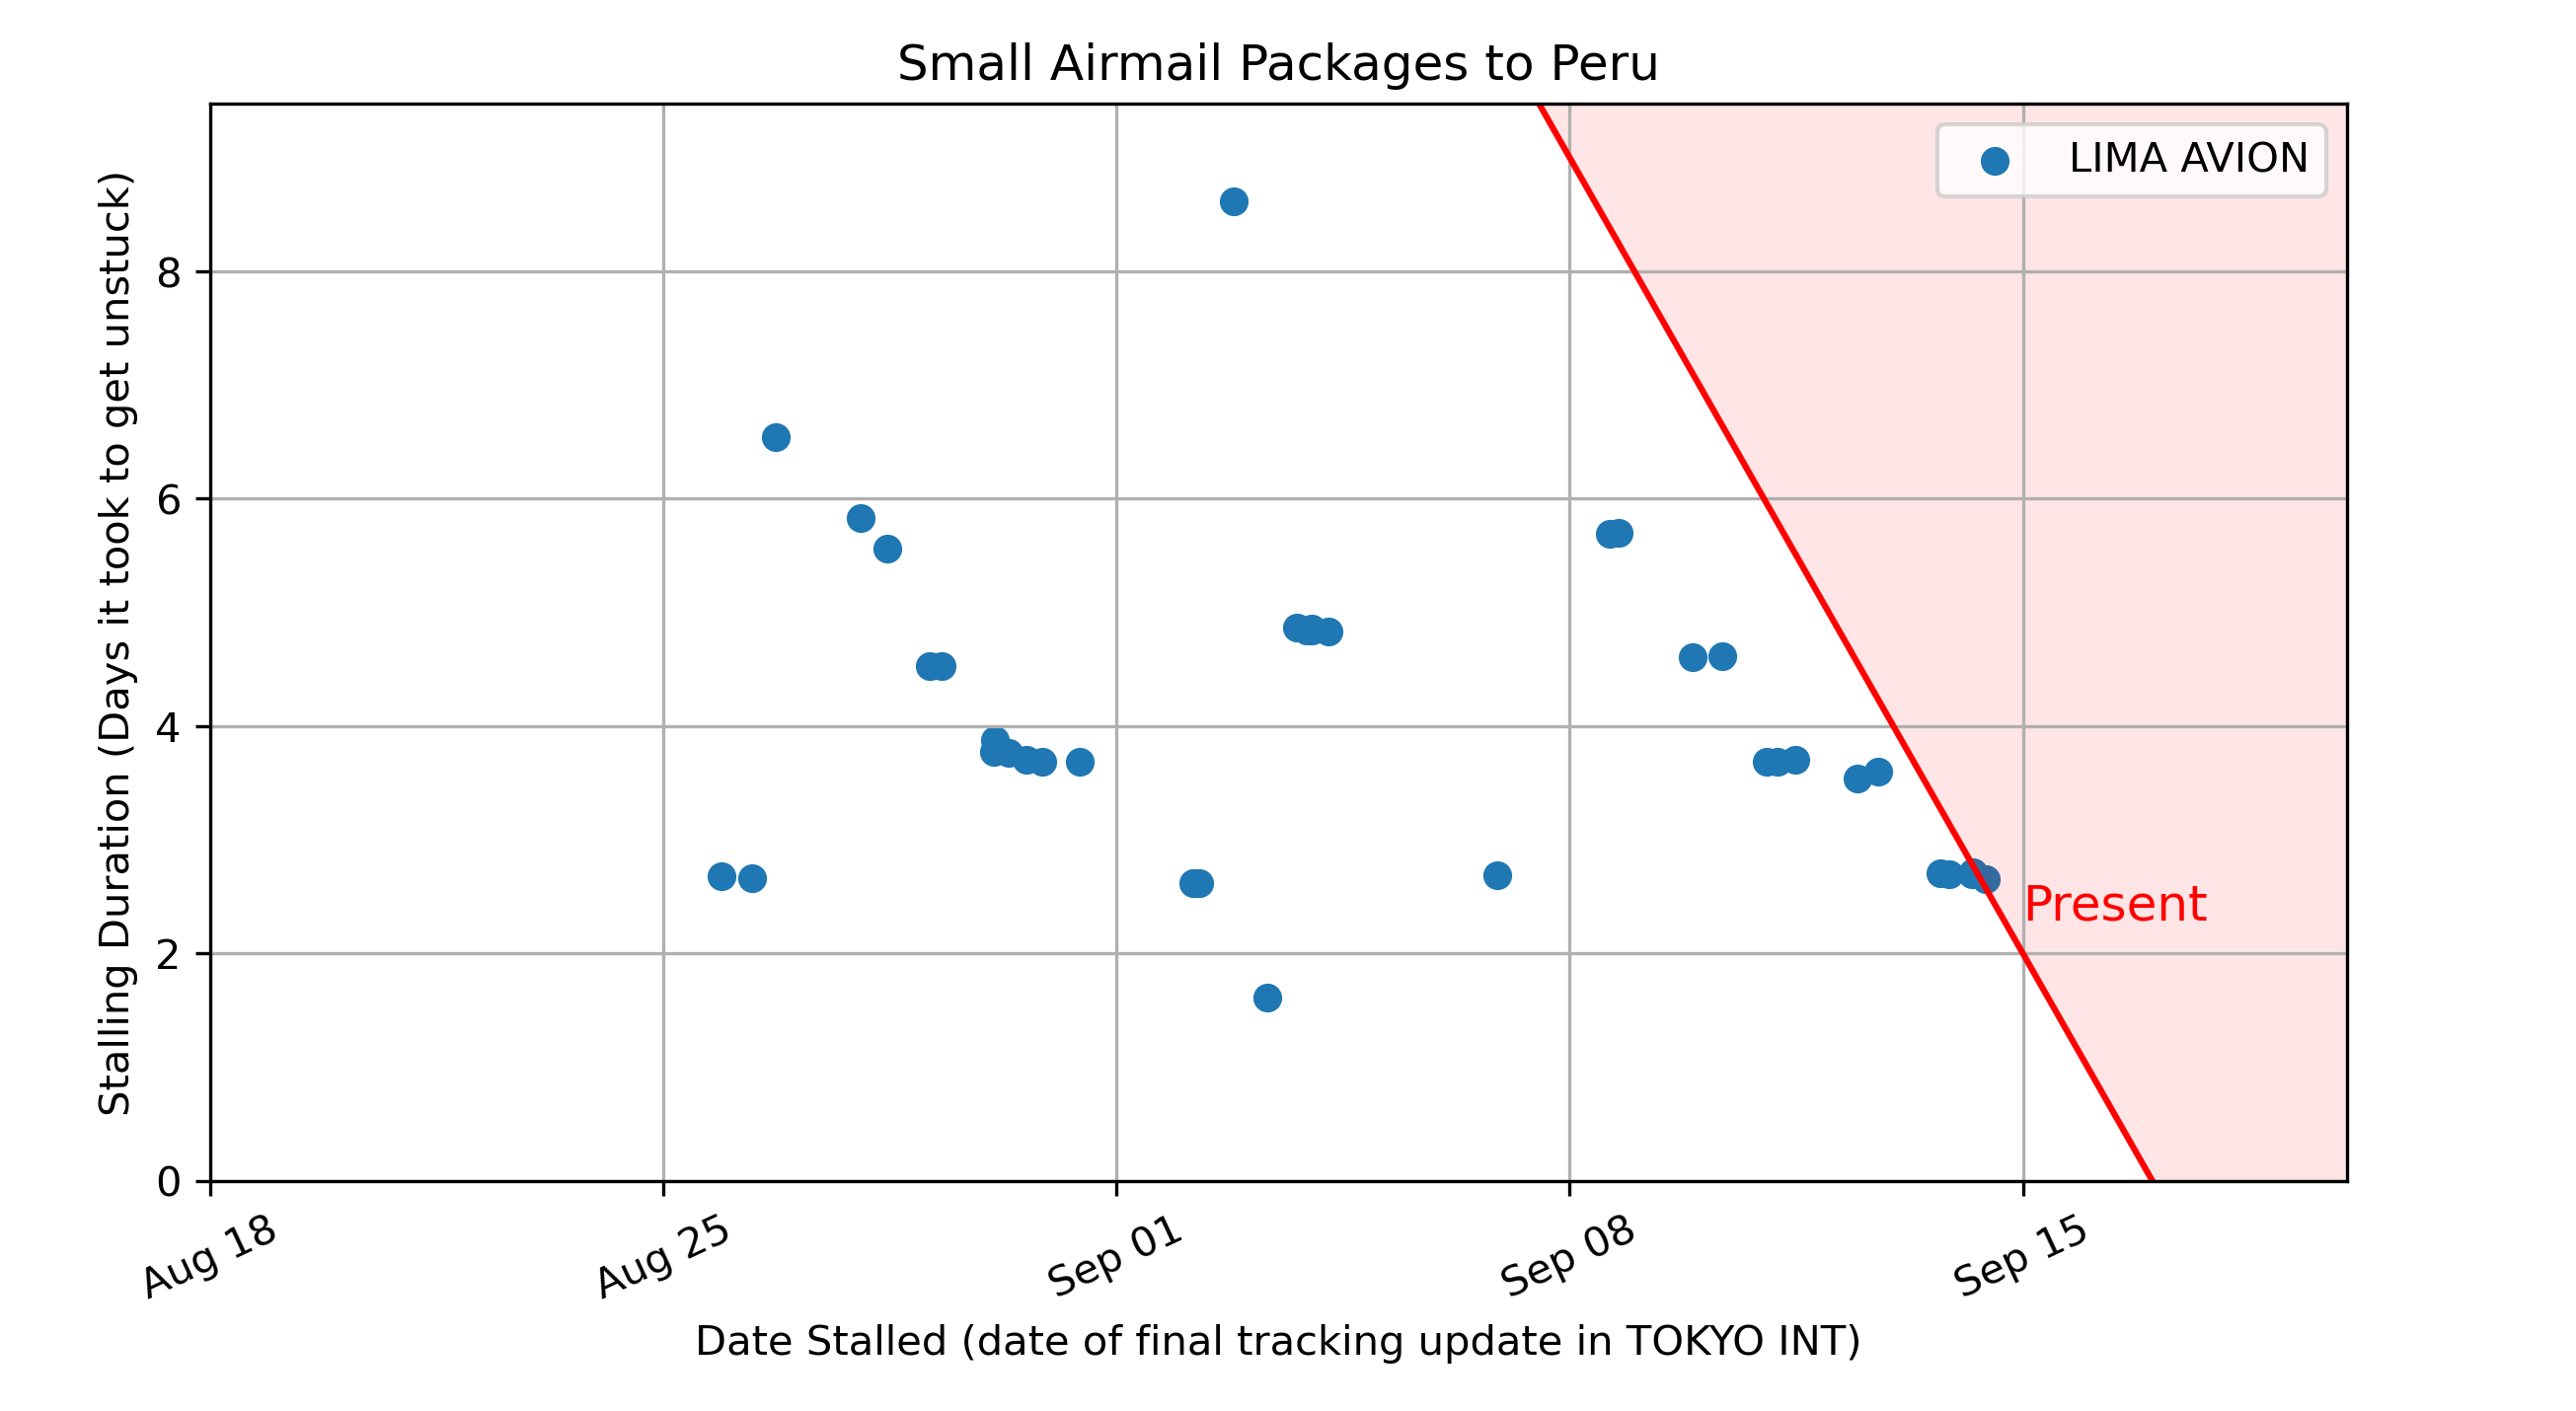 Small Airmail Packages to Peru
LIMA AVION
Stalling Duration (Days it took to get unstuck)
8
6
4
2
0
Present
Aug 18
Aug 25
Sep 01
Sep 08
Sep 15
Date Stalled (date of final tracking update in TOKYO INT)